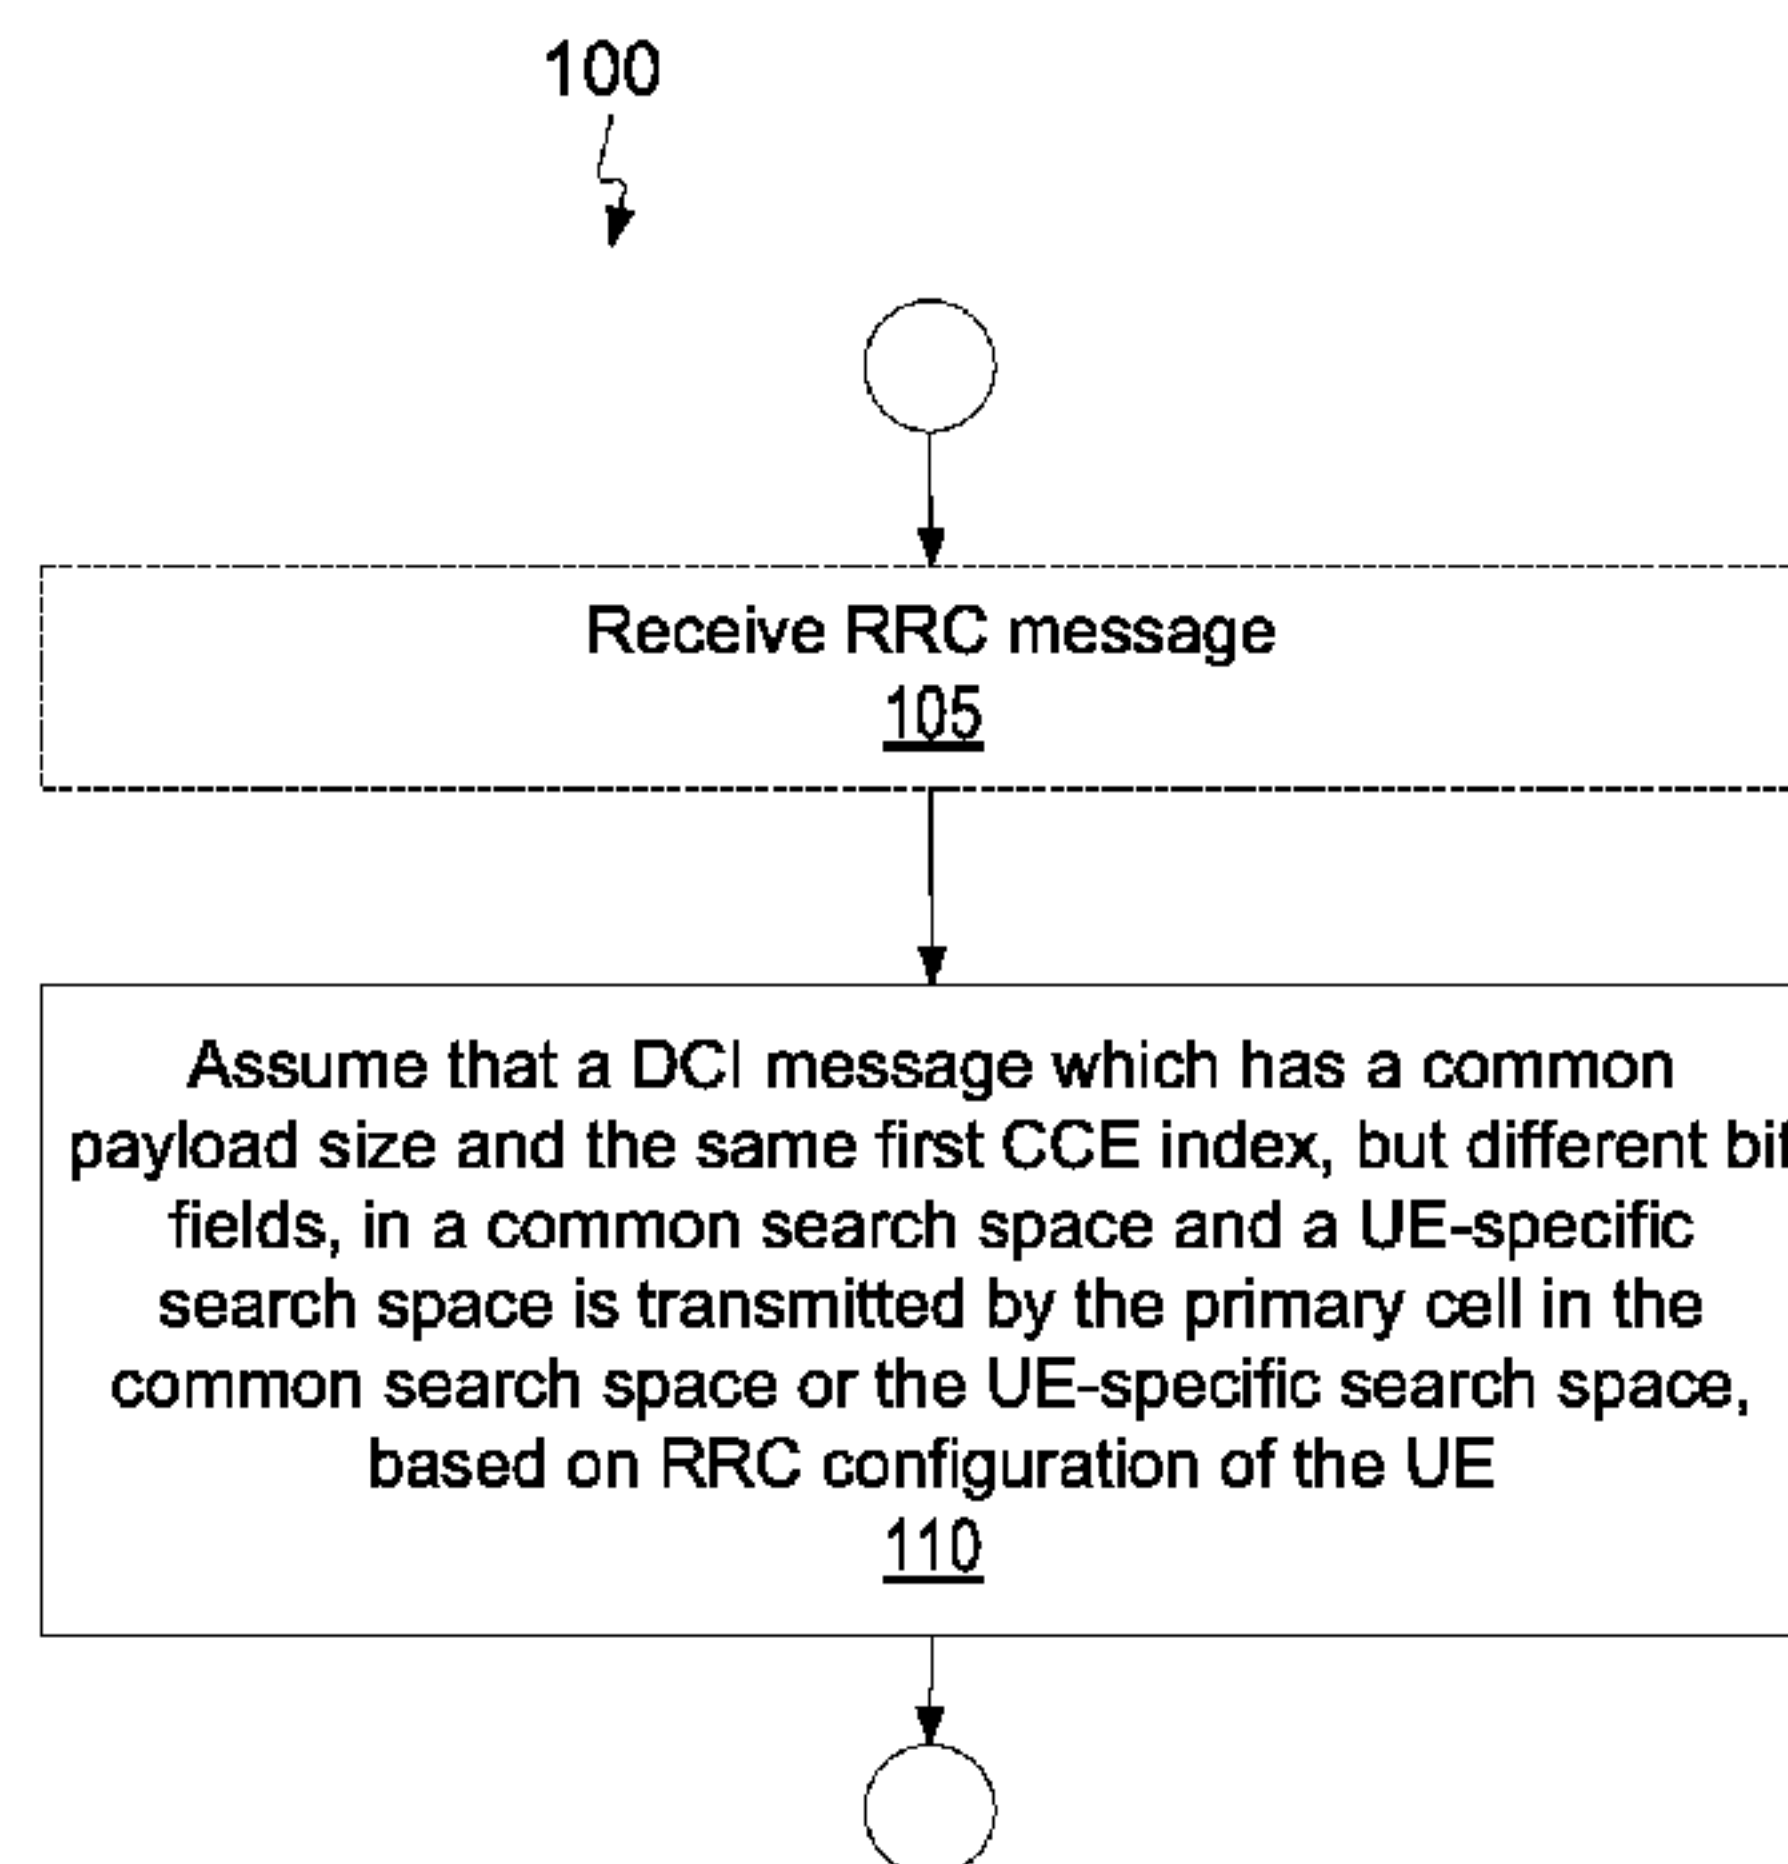 100
Receive RRC message
105
Assume that a DCI message which has a common
payload size and the same first CCE index, but different bit
fields, in a common search space and a UE-specific
search space is transmitted by the primary cell in the
common search space or the UE-specific search space,
based on RRC configuration of the UE
110